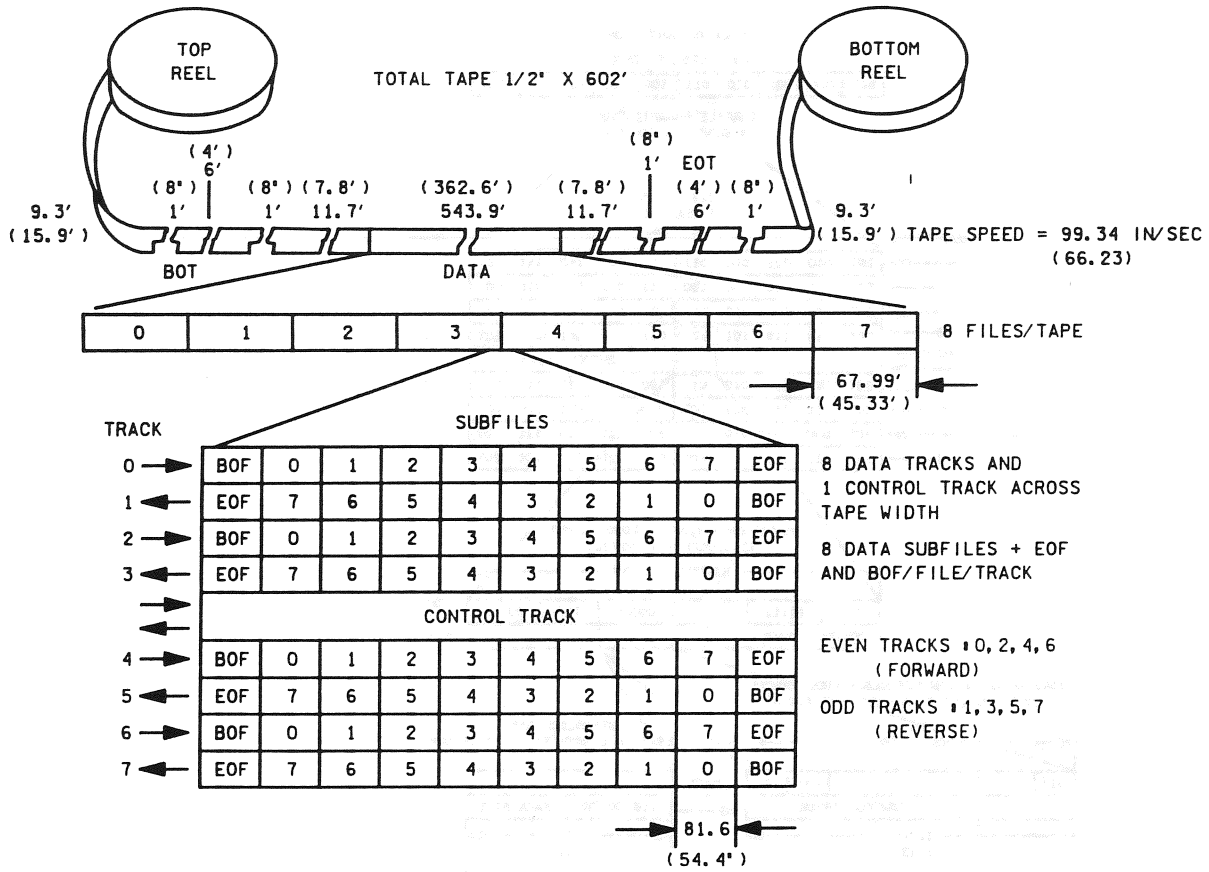 TOP
REEL
BOTTOM
REEL
TOTAL TAPE 1/2" X 602'
(4')
6'
(8")
1'
EOT
(8")
1'
(8")
1'
(7.8')
11.7'
(362.6')
543.9'
(7.8')
11.7'
(4')
6'
(8")
1'
9.3'
(15.9')
9.3'
(15.9')
TAPE SPEED = 99.34 IN/SEC
(66.23)
BOT
DATA
0 1 2 3 4 5 6 7
8 FILES/TAPE
67.99'
(45.33')
TRACK
SUBFILES
0 BOF 0 1 2 3 4 5 6 7 EOF
1 EOF 7 6 5 4 3 2 1 0 BOF
2 BOF 0 1 2 3 4 5 6 7 EOF
3 EOF 7 6 5 4 3 2 1 0 BOF
CONTROL TRACK
4 BOF 0 1 2 3 4 5 6 7 EOF
5 EOF 7 6 5 4 3 2 1 0 BOF
6 BOF 0 1 2 3 4 5 6 7 EOF
7 EOF 7 6 5 4 3 2 1 0 BOF
8 DATA TRACKS AND
1 CONTROL TRACK ACROSS
TAPE WIDTH
8 DATA SUBFILES + EOF
AND BOF/FILE/TRACK
EVEN TRACKS : 0, 2, 4, 6
(FORWARD)
ODD TRACKS : 1, 3, 5, 7
(REVERSE)
81.6
(54.4")